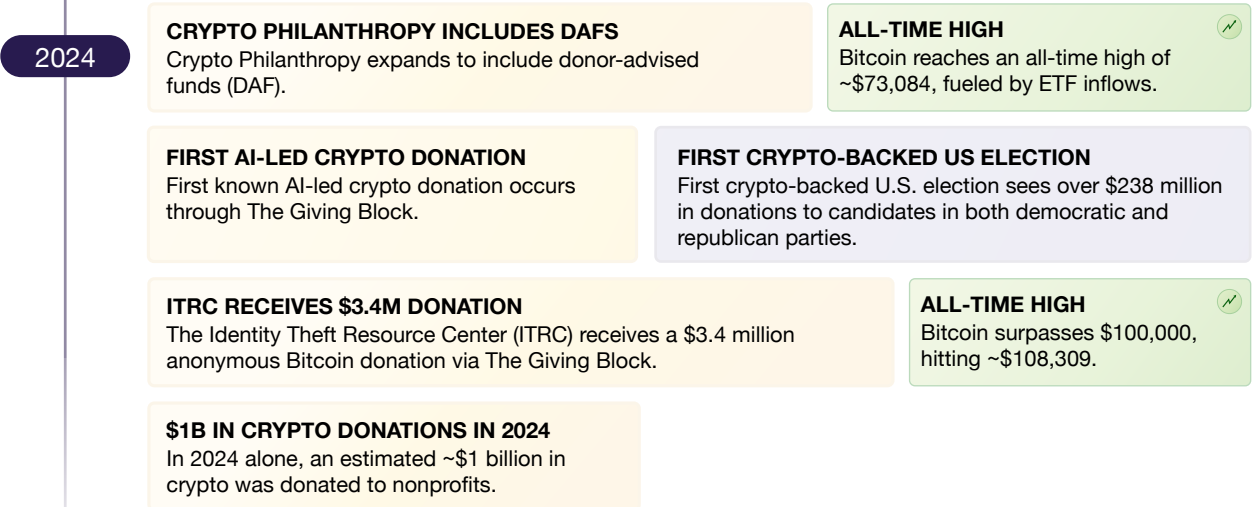 2024
CRYPTO PHILANTHROPY INCLUDES DAFS
Crypto Philanthropy expands to include donor-advised
funds (DAF).
ALL-TIME HIGH
Bitcoin reaches an all-time high of
~$73,084, fueled by ETF inflows.
FIRST AI-LED CRYPTO DONATION
First known AI-led crypto donation occurs
through The Giving Block.
FIRST CRYPTO-BACKED US ELECTION
First crypto-backed U.S. election sees over $238 million
in donations to candidates in both democratic and
republican parties.
ITRC RECEIVES $3.4M DONATION
The Identity Theft Resource Center (ITRC) receives a $3.4 million
anonymous Bitcoin donation via The Giving Block.
ALL-TIME HIGH
Bitcoin surpasses $100,000,
hitting ~$108,309.
$1B IN CRYPTO DONATIONS IN 2024
In 2024 alone, an estimated ~$1 billion in
crypto was donated to nonprofits.